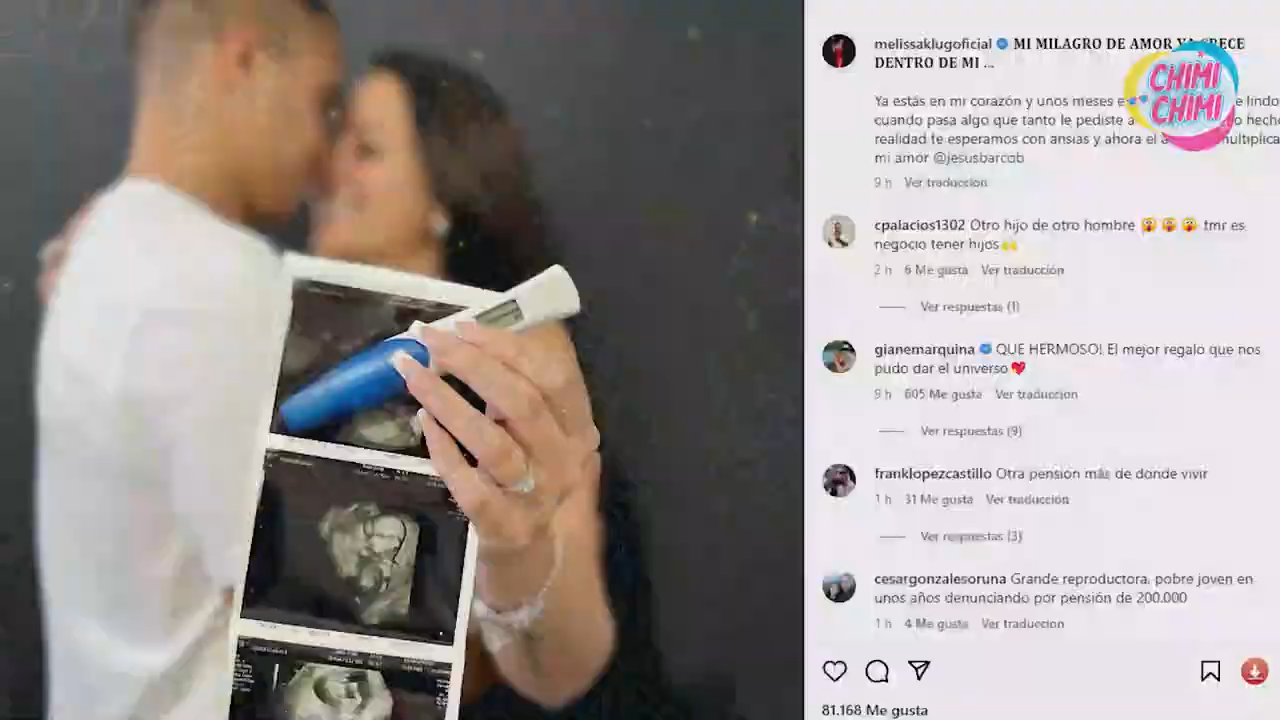 melissaklugoficial MI MILAGRO DE AMOR YA CRECE
DENTRO DE MI ...
CHIMI
CHIMI
Ya estás en mi corazón y unos meses e lindo
cuando pasa algo que tanto le pediste a hecho
realidad te esperamos con ansias y ahora el multiplica
mi amor @jesusbarcob
9 h Ver traducción
cpalacios1302 Otro hijo de otro hombre 😱😱😱 tmr es
negocio tener hijos🙌
2 h 6 Me gusta Ver traducción
Ver respuestas (1)
gianemarquina QUE HERMOSO! El mejor regalo que nos
pudo dar el universo💖
9 h 605 Me gusta Ver traducción
Ver respuestas (9)
franklopezcastillo Otra pensión más de donde vivir
1 h 31 Me gusta Ver traducción
Ver respuestas (3)
cesargonzalesoruna Grande reproductora, pobre joven en
unos años denunciando por pensión de 200.000
1 h 4 Me gusta Ver traducción
81.168 Me gusta